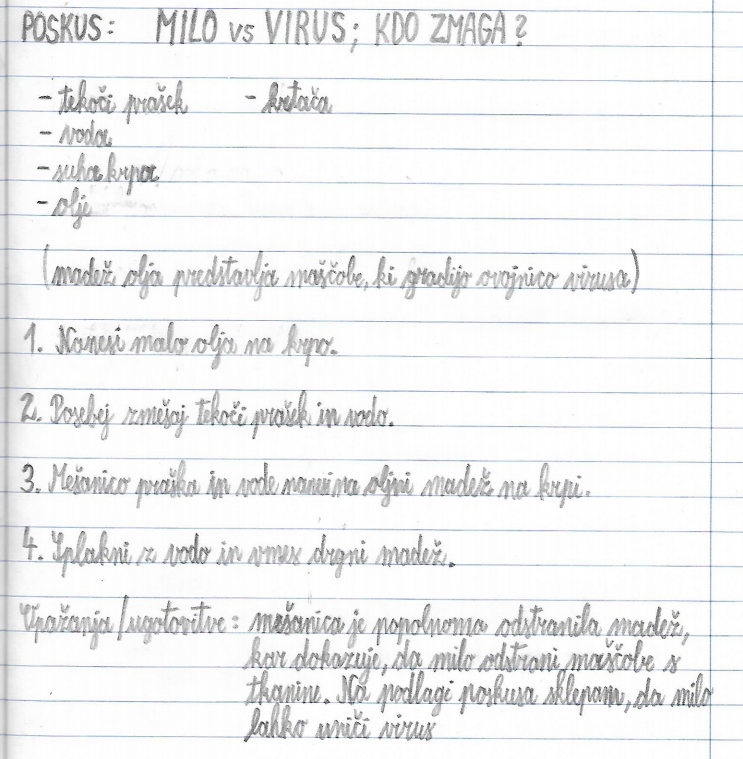 POSKUS: MILO vs VIRUS; KDO ZMAGA?
- tekoči prašek - krtača
- voda
- suha krpa
- olje
(madež olja predstavlja maščobe, ki gradijo ovojnico virusa)
1. Nanesi malo olja na krpo.
2. Posebej zmešaj tekoči prašek in vodo.
3. Mešanico praška in vode nanesi na oljni madež na krpi.
4. Splakni z vodo in vmes drgni madež.
Opažanja/ugotovitve: mešanica je popolnoma odstranila madež,
kar dokazuje, da milo odstrani maščobe s
tkanine. Na podlagi poskusa sklepam, da milo
lahko uniči virus